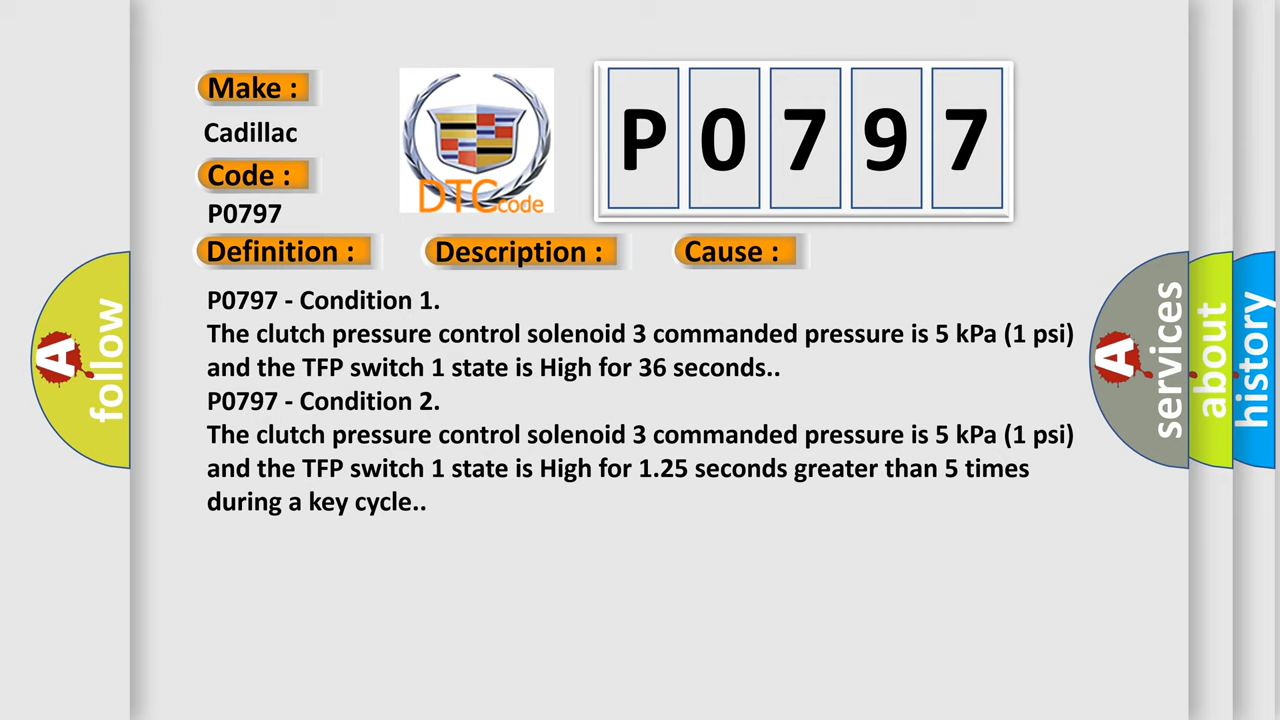 Make :
Cadillac
Code :
P0797
DTC code
P 0 7 9 7
Definition :
Description :
Cause :
P0797 - Condition 1.
The clutch pressure control solenoid 3 commanded pressure is 5 kPa (1 psi)
and the TFP switch 1 state is High for 36 seconds..
P0797 - Condition 2.
The clutch pressure control solenoid 3 commanded pressure is 5 kPa (1 psi)
and the TFP switch 1 state is High for 1.25 seconds greater than 5 times
during a key cycle..
A
follow
A
services
about
history